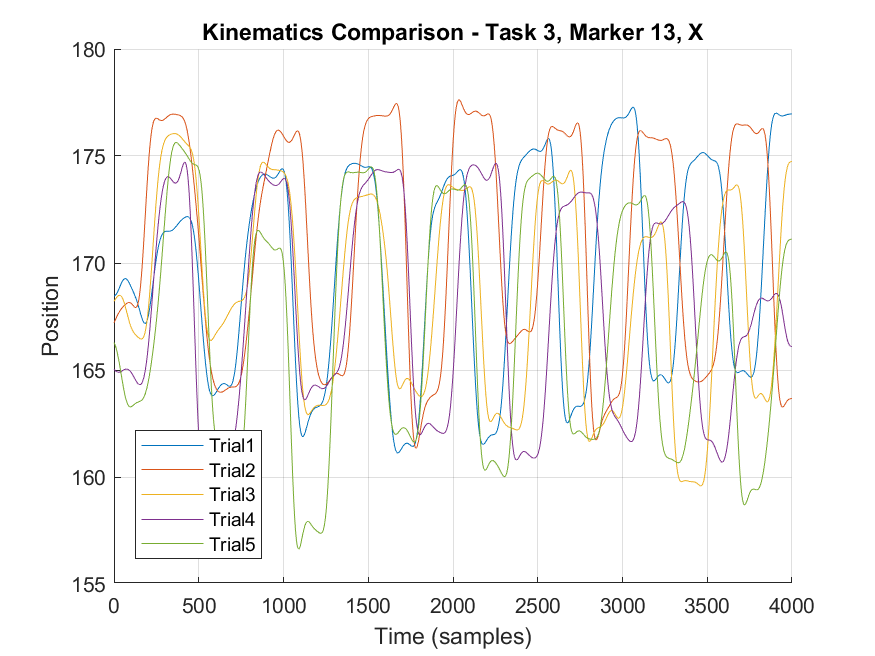 Kinematics Comparison - Task 3, Marker 13, X
180
175
170
165
160
155
Position
Trial1
Trial2
Trial3
Trial4
Trial5
0 500 1000 1500 2000 2500 3000 3500 4000
Time (samples)